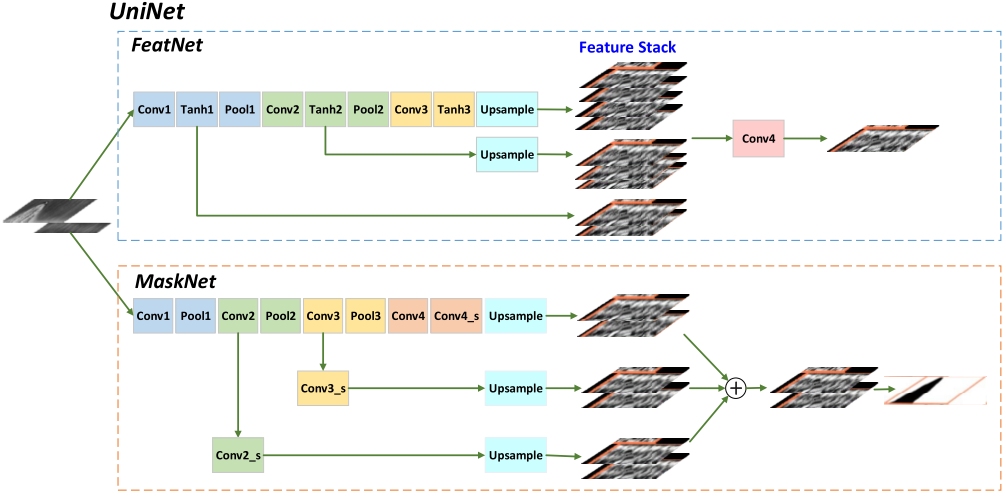 UniNet
FeatNet
Feature Stack
Conv1 Tanh1 Pool1 Conv2 Tanh2 Pool2 Conv3 Tanh3 Upsample
Conv4
Upsample
MaskNet
Conv1 Pool1 Conv2 Pool2 Conv3 Pool3 Conv4 Conv4_s Upsample
Conv3_s Upsample
Conv2_s Upsample